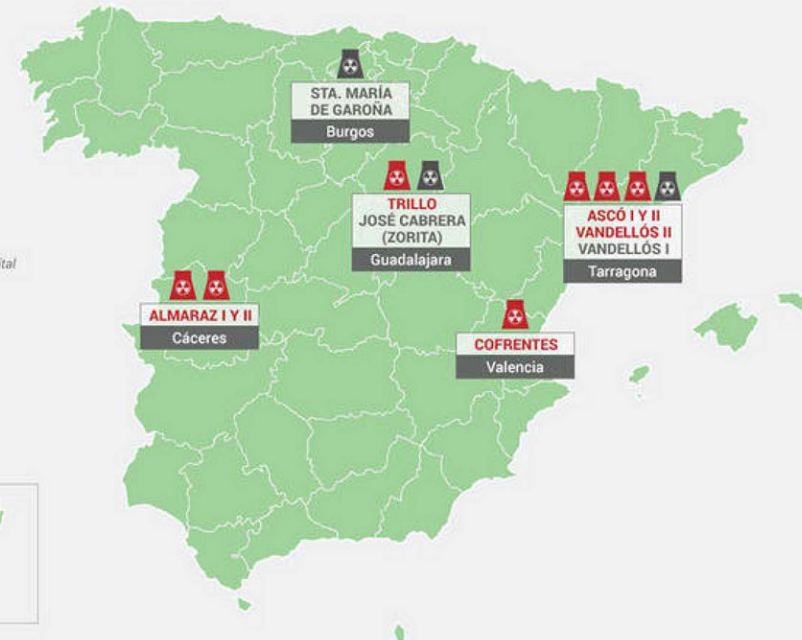 STA. MARÍA
DE GAROÑA
Burgos
TRILLO
JOSÉ CABRERA
(ZORITA)
Guadalajara
ASCÓ I Y II
VANDELLÓS II
VANDELLÓS I
Tarragona
ALMARAZ I Y II
Cáceres
COFRENTES
Valencia